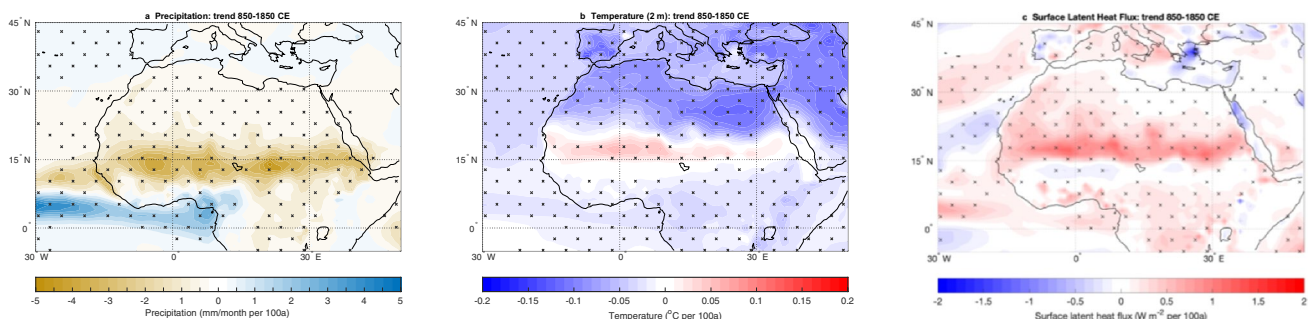 a Precipitation: trend 850-1850 CE
45° N
30° N
15° N
0°
30° W
0°
30° E
-5 -4 -3 -2 -1 0 1 2 3 4 5
Precipitation (mm/month per 100a)
b Temperature (2 m): trend 850-1850 CE
45° N
30° N
15° N
0°
30° W
0°
30° E
-0.2 -0.15 -0.1 -0.05 0 0.05 0.1 0.15 0.2
Temperature (°C per 100a)
c Surface Latent Heat Flux: trend 850-1850 CE
45° N
30° N
15° N
0°
30° W
0°
30° E
-2 -1.5 -1 -0.5 0 0.5 1 1.5 2
Surface latent heat flux (W m⁻² per 100a)